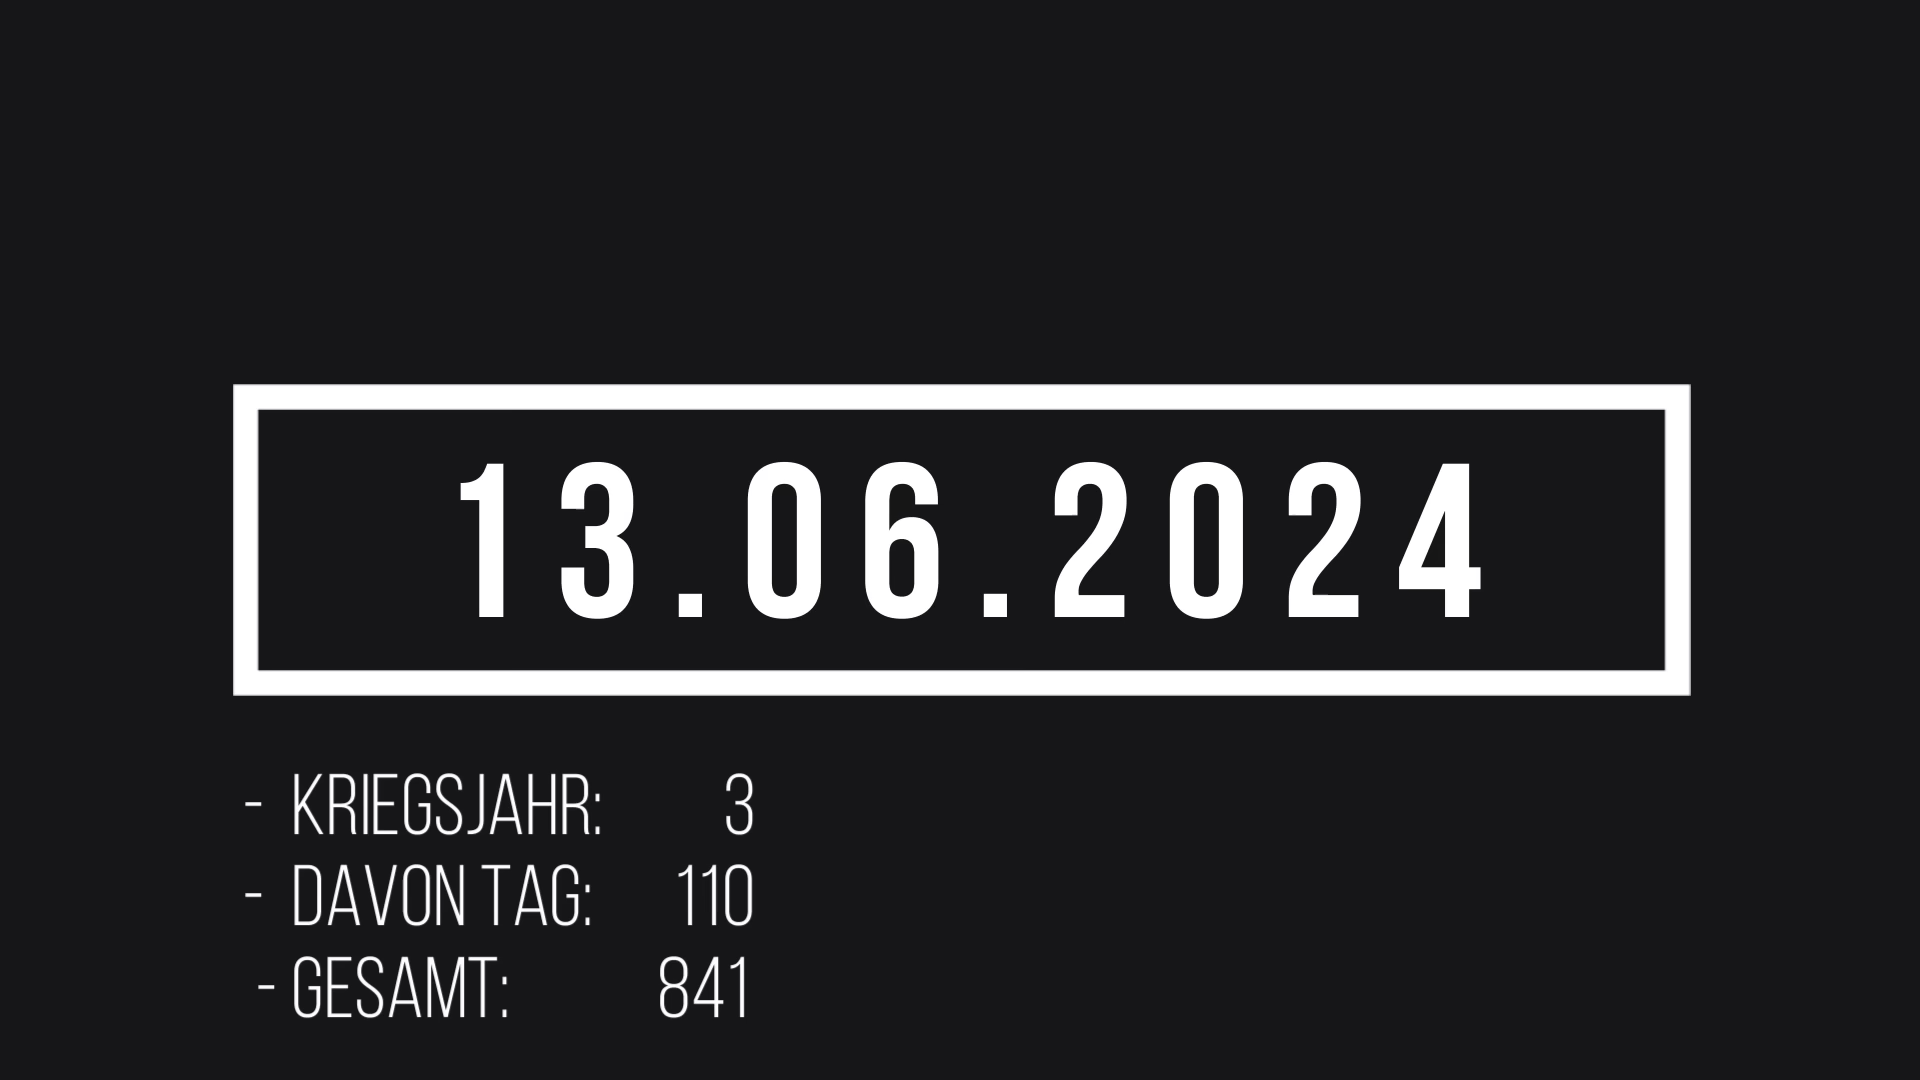 13.06.2024
- KRIEGSJAHR: 3
- DAVON TAG: 110
- GESAMT: 841